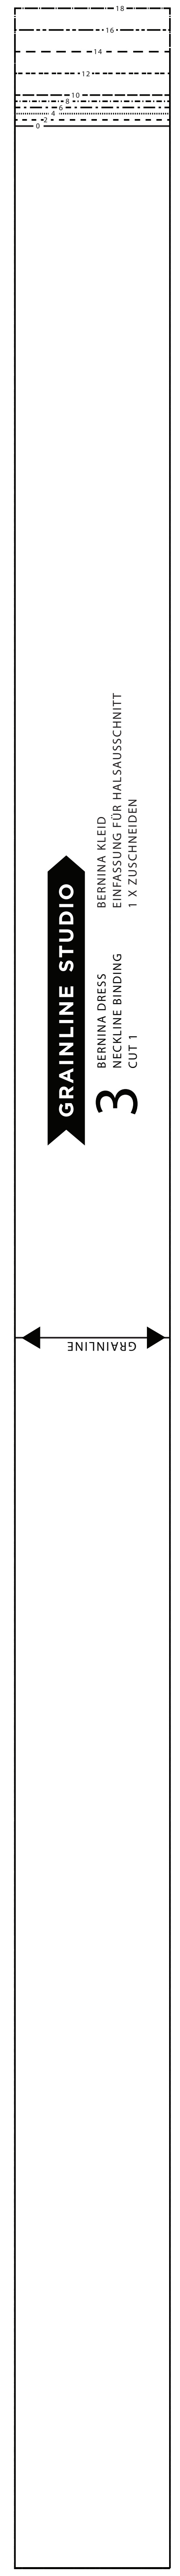 18
16
14
12
10
8
6
4
2
0
GRAINLINE STUDIO
3
BERNINA DRESS
NECKLINE BINDING
CUT 1
BERNINA KLEID
EINFASSUNG FÜR HALSAUSSCHNITT
1 X ZUSCHNEIDEN
GRAINLINE